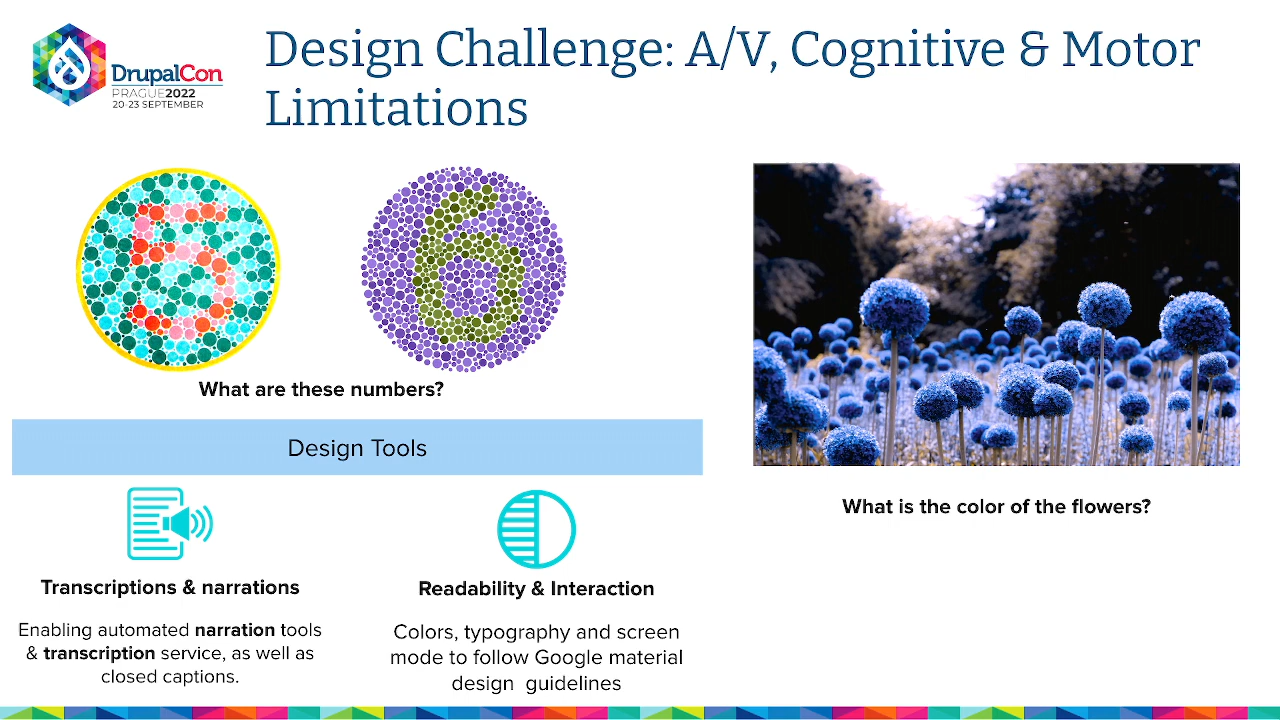 DrupalCon
PRAGUE2022
20-23 SEPTEMBER
Design Challenge: A/V, Cognitive & Motor
Limitations
5
6
What are these numbers?
Design Tools
Transcriptions & narrations
Enabling automated narration tools
& transcription service, as well as
closed captions.
Readability & Interaction
Colors, typography and screen
mode to follow Google material
design guidelines
What is the color of the flowers?